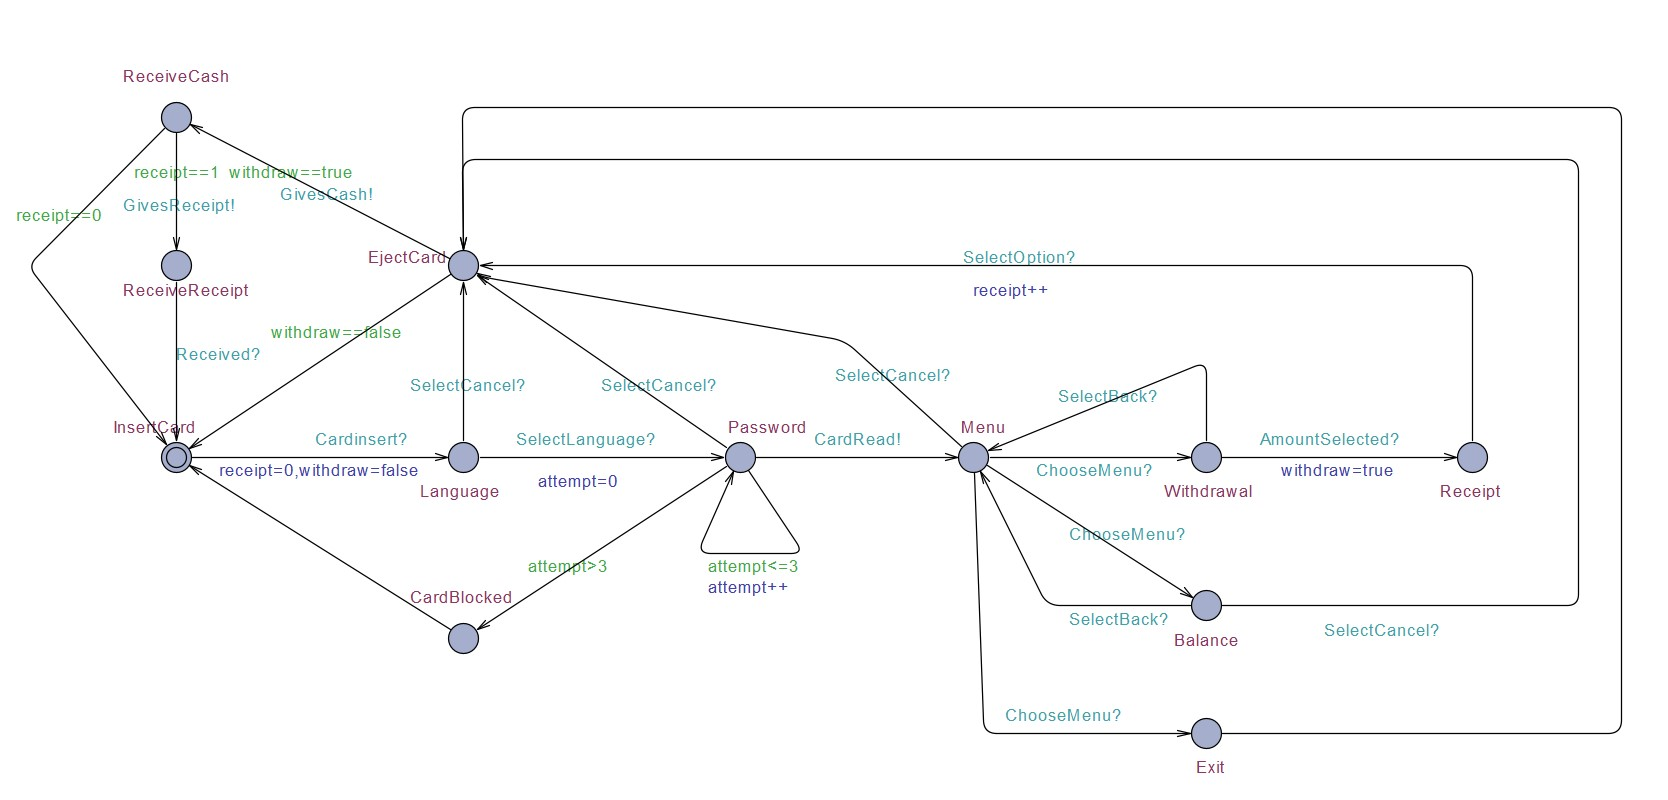 ReceiveCash
receipt==1 withdraw==true
GivesCash!
GivesReceipt!
receipt==0
EjectCard
SelectOption?
ReceiveReceipt
receipt++
withdraw==false
Received?
SelectCancel?
SelectCancel?
SelectCancel?
SelectBack?
InsertCard
Password
Menu
Cardinsert?
SelectLanguage?
CardRead!
AmountSelected?
receipt=0,withdraw=false
ChooseMenu?
withdraw=true
attempt=0
Language
Withdrawal
Receipt
ChooseMenu?
attempt>3
attempt<=3
attempt++
CardBlocked
SelectBack?
SelectCancel?
Balance
ChooseMenu?
Exit